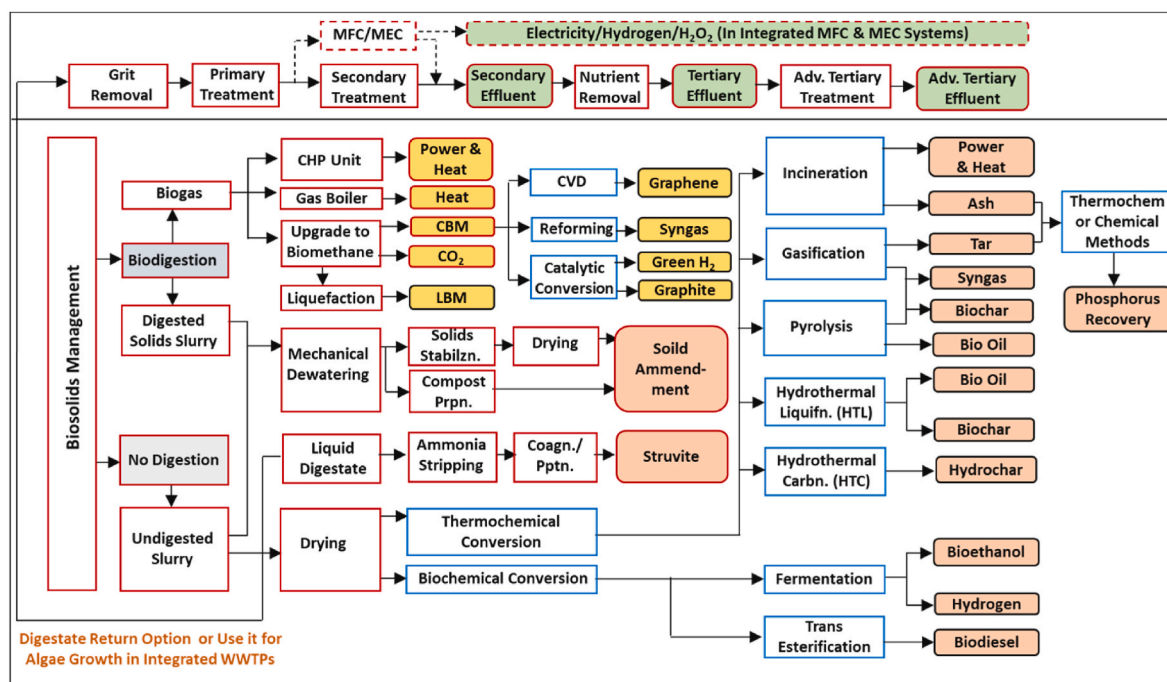 MFC/MEC
Electricity/Hydrogen/H₂O₂ (In Integrated MFC & MEC Systems)
Grit
Removal
Primary
Treatment
Secondary
Treatment
Secondary
Effluent
Nutrient
Removal
Tertiary
Effluent
Adv. Tertiary
Treatment
Adv. Tertiary
Effluent
Biosolids Management
Biogas
Biodigestion
Digested
Solids Slurry
No Digestion
Undigested
Slurry
CHP Unit
Gas Boiler
Upgrade to
Biomethane
Liquefaction
Power &
Heat
Heat
CBM
CO₂
LBM
CVD
Reforming
Catalytic
Conversion
Graphene
Syngas
Green H₂
Graphite
Mechanical
Dewatering
Solids
Stabilzn.
Compost
Prpn.
Drying
Soild
Ammend-
ment
Liquid
Digestate
Ammonia
Stripping
Coagn./
Pptn.
Struvite
Drying
Thermochemical
Conversion
Biochemical Conversion
Incineration
Gasification
Pyrolysis
Hydrothermal
Liquifn. (HTL)
Hydrothermal
Carbn. (HTC)
Fermentation
Trans
Esterification
Power
& Heat
Ash
Tar
Syngas
Biochar
Bio Oil
Bio Oil
Biochar
Hydrochar
Bioethanol
Hydrogen
Biodiesel
Thermochem
or Chemical
Methods
Phosphorus
Recovery
Digestate Return Option or Use it for
Algae Growth in Integrated WWTPs